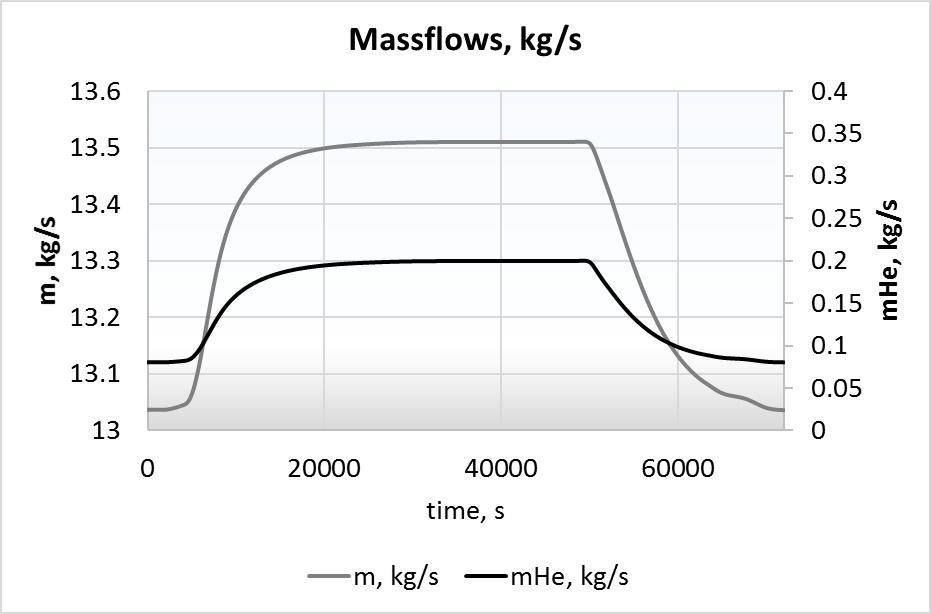 Massflows, kg/s
13.6
13.5
13.4
13.3
13.2
13.1
13
m, kg/s
0.4
0.35
0.3
0.25
0.2
0.15
0.1
0.05
0
mHe, kg/s
0 20000 40000 60000
time, s
m, kg/s mHe, kg/s